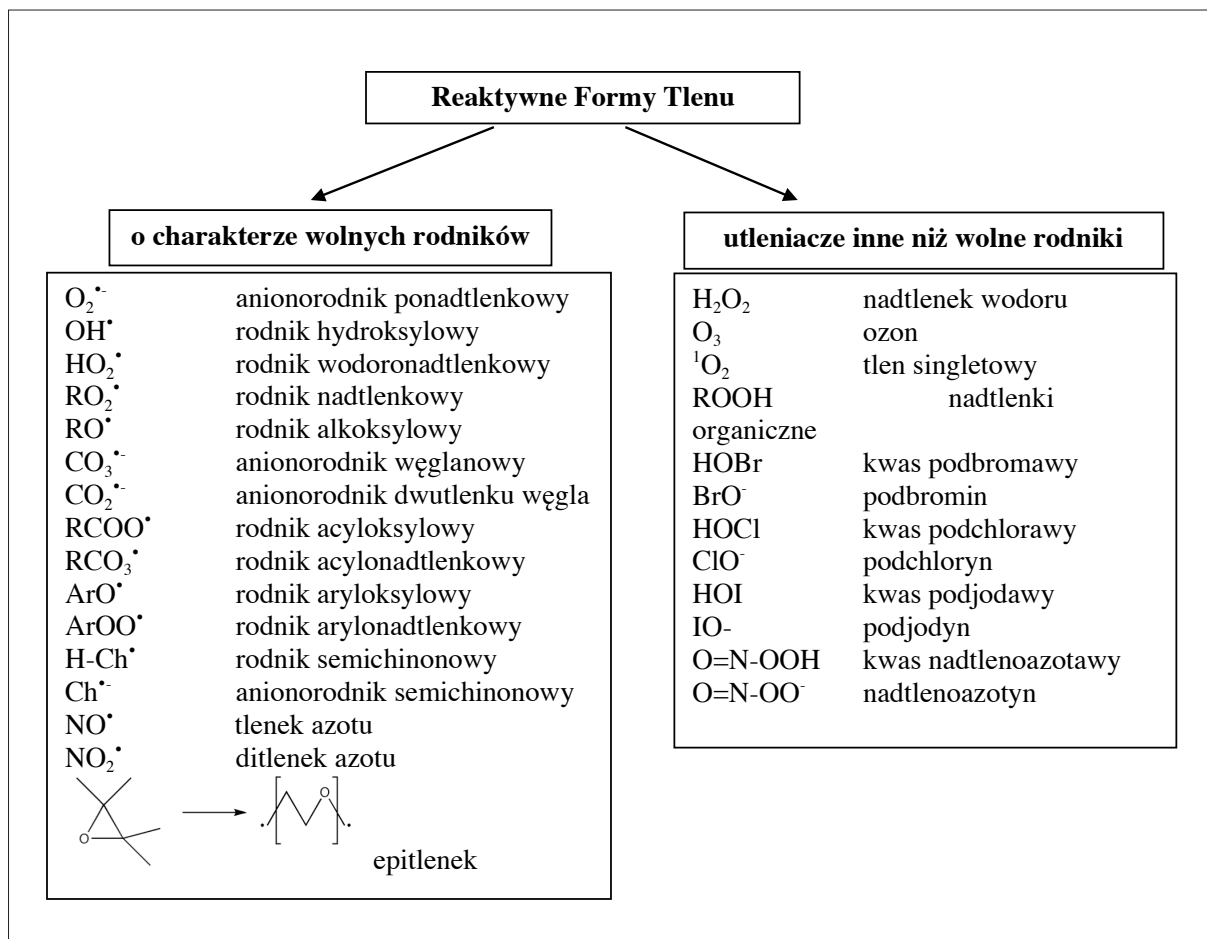 Reaktywne Formy Tlenu
o charakterze wolnych rodników
O₂•- anionorodnik ponadtlenkowy
OH• rodnik hydroksylowy
HO₂• rodnik wodoronadtlenkowy
RO₂• rodnik nadtlenkowy
RO• rodnik alkoksylowy
CO₃•- anionorodnik węglanowy
CO₂•- anionorodnik dwutlenku węgla
RCOO• rodnik acyloksylowy
RCO₃• rodnik acylonadtlenkowy
ArO• rodnik aryloksylowy
ArOO• rodnik arylonadtlenkowy
H-Ch• rodnik semichinonowy
Ch•- anionorodnik semichinonowy
NO• tlenek azotu
NO₂• ditlenek azotu
O
O
epitlenek
utleniacze inne niż wolne rodniki
H₂O₂ nadtlenek wodoru
O₃ ozon
¹O₂ tlen singletowy
ROOH nadtlenki
organiczne
HOBr kwas podbromawy
BrO⁻ podbromin
HOCl kwas podchlorawy
ClO⁻ podchloryn
HOI kwas podjodawy
IO- podjodyn
O=N-OOH kwas nadtlenoazotawy
O=N-OO⁻ nadtlenoazotyn